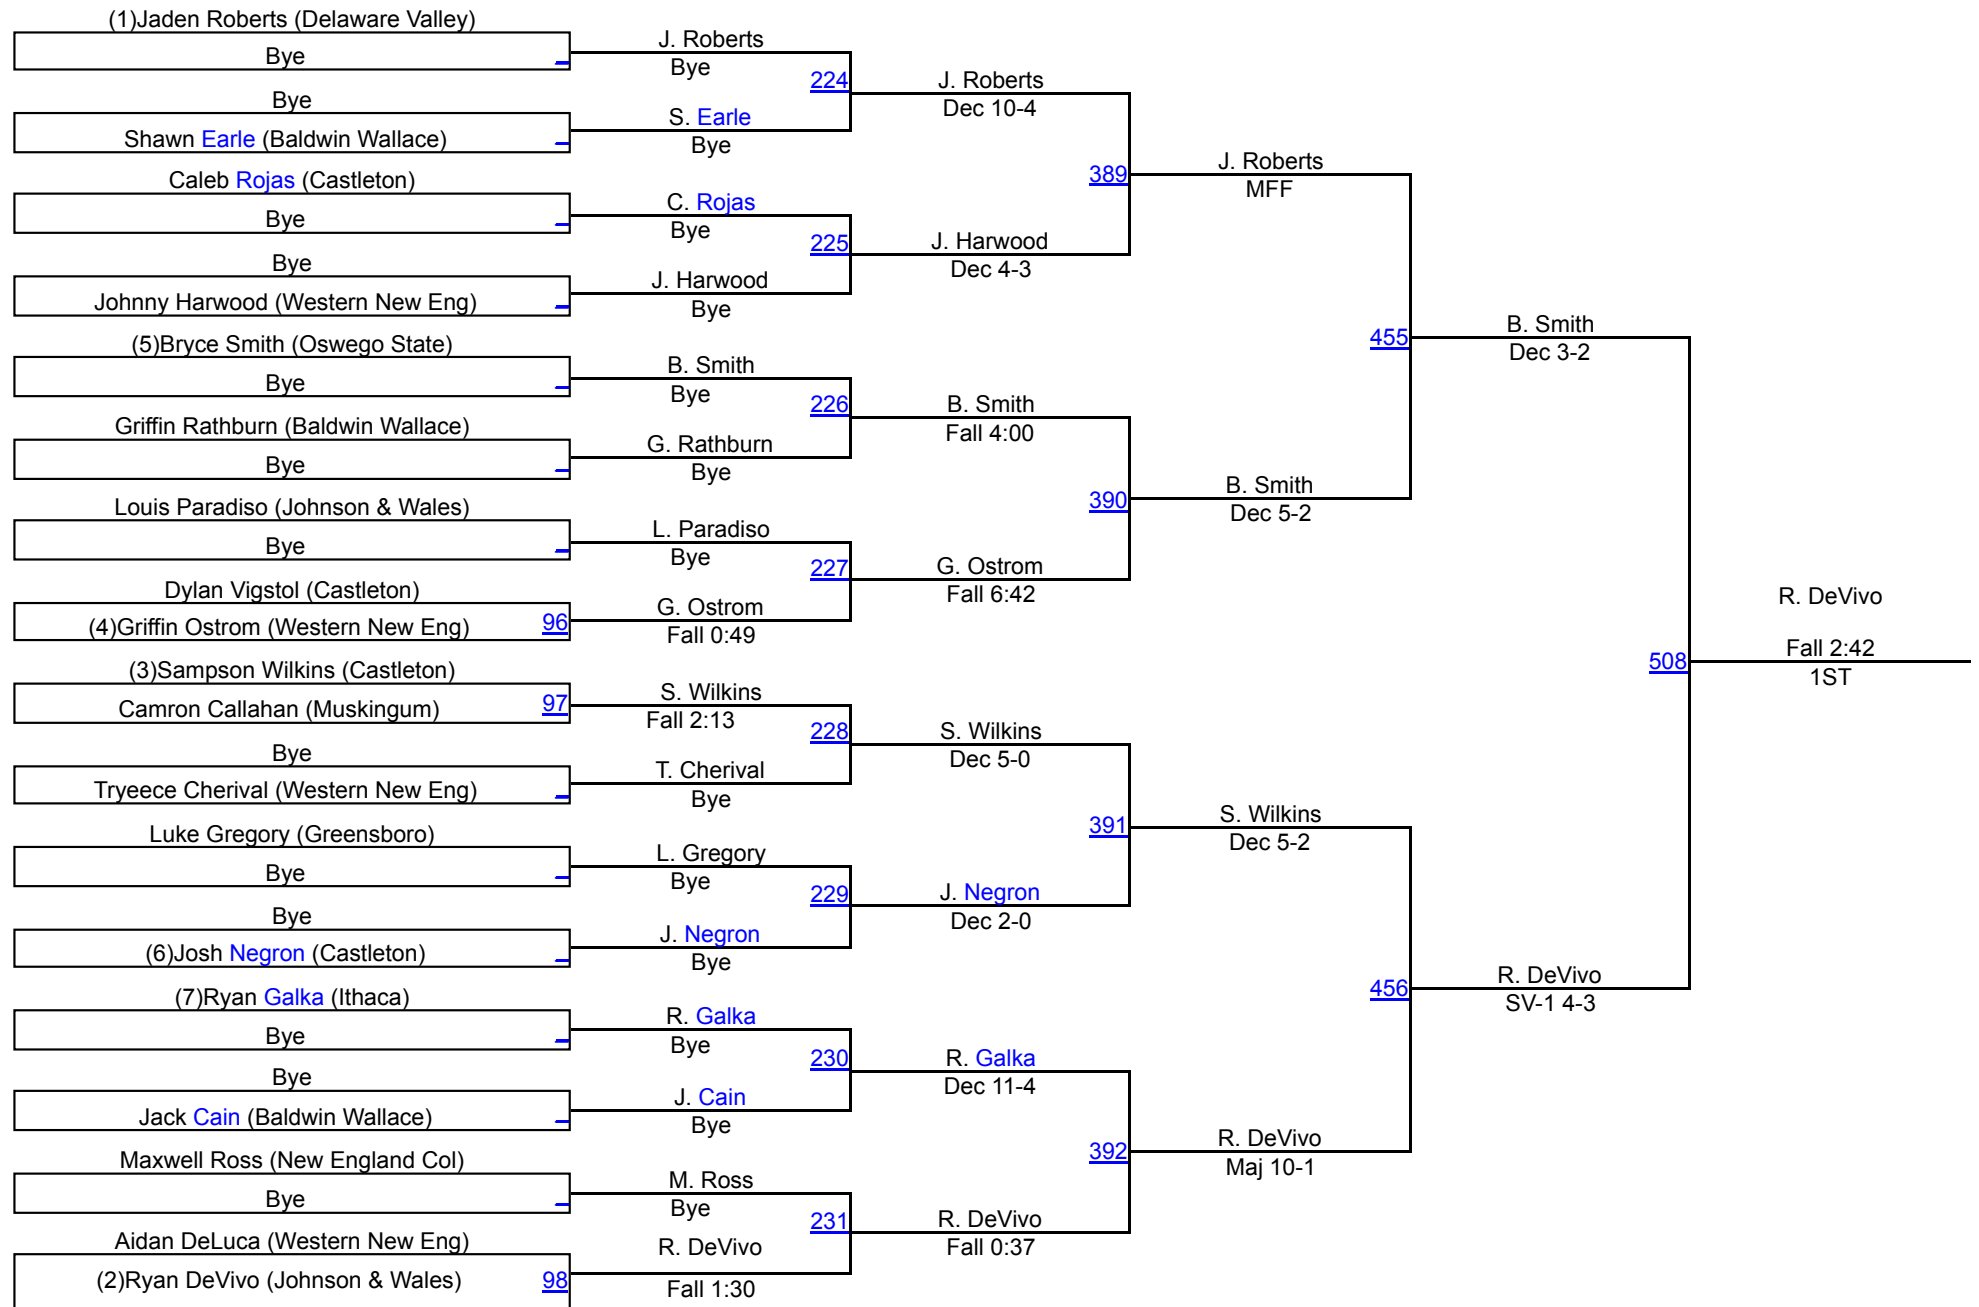 (1)Jaden Roberts (Delaware Valley)
Bye
Bye
Shawn Earle (Baldwin Wallace)
Caleb Rojas (Castleton)
Bye
Bye
Johnny Harwood (Western New Eng)
(5)Bryce Smith (Oswego State)
Bye
Griffin Rathburn (Baldwin Wallace)
Bye
Louis Paradiso (Johnson & Wales)
Bye
Dylan Vigstol (Castleton)
(4)Griffin Ostrom (Western New Eng) 96
(3)Sampson Wilkins (Castleton)
Camron Callahan (Muskingum) 97
Bye
Tryeece Cherival (Western New Eng)
Luke Gregory (Greensboro)
Bye
Bye
(6)Josh Negron (Castleton)
(7)Ryan Galka (Ithaca)
Bye
Bye
Jack Cain (Baldwin Wallace)
Maxwell Ross (New England Col)
Bye
Aidan DeLuca (Western New Eng)
(2)Ryan DeVivo (Johnson & Wales) 98
J. Roberts
Bye
224
S. Earle
Bye
C. Rojas
Bye
225
J. Harwood
Bye
B. Smith
Bye
226
G. Rathburn
Bye
L. Paradiso
Bye
227
G. Ostrom
Fall 0:49
S. Wilkins
Fall 2:13
228
T. Cherival
Bye
L. Gregory
Bye
229
J. Negron
Bye
R. Galka
Bye
230
J. Cain
Bye
M. Ross
Bye
231
R. DeVivo
Fall 1:30
J. Roberts
Dec 10-4
389
J. Harwood
Dec 4-3
B. Smith
Fall 4:00
390
G. Ostrom
Fall 6:42
S. Wilkins
Dec 5-0
391
J. Negron
Dec 2-0
R. Galka
Dec 11-4
392
R. DeVivo
Fall 0:37
J. Roberts
MFF
455
B. Smith
Dec 5-2
S. Wilkins
Dec 5-2
456
R. DeVivo
Maj 10-1
B. Smith
Dec 3-2
508
R. DeVivo
SV-1 4-3
R. DeVivo
Fall 2:42
1ST